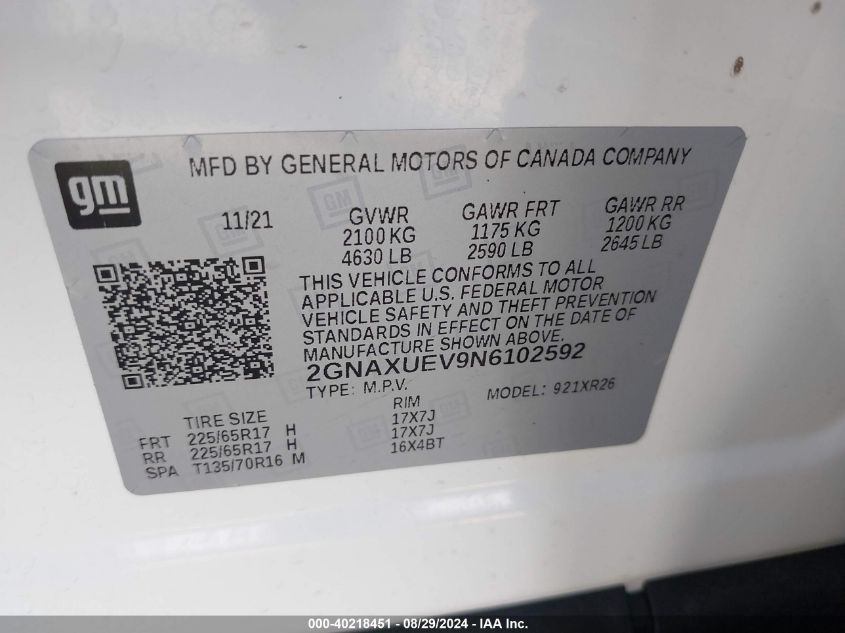 gm
MFD BY GENERAL MOTORS OF CANADA COMPANY
11/21
GVWR
2100 KG
4630 LB
GAWR FRT
1175 KG
2590 LB
GAWR RR
1200 KG
2645 LB
THIS VEHICLE CONFORMS TO ALL
APPLICABLE U.S. FEDERAL MOTOR
VEHICLE SAFETY AND THEFT PREVENTION
STANDARDS IN EFFECT ON THE DATE OF
MANUFACTURE SHOWN ABOVE.
2GNAXUEV9N6102592
TYPE: M.P.V.
MODEL: 921XR26
TIRE SIZE RIM
FRT 225/65R17 H 17X7J
RR 225/65R17 H 17X7J
SPA T135/70R16 M 16X4BT
000-40218451 - 08/29/2024 - IAA Inc.